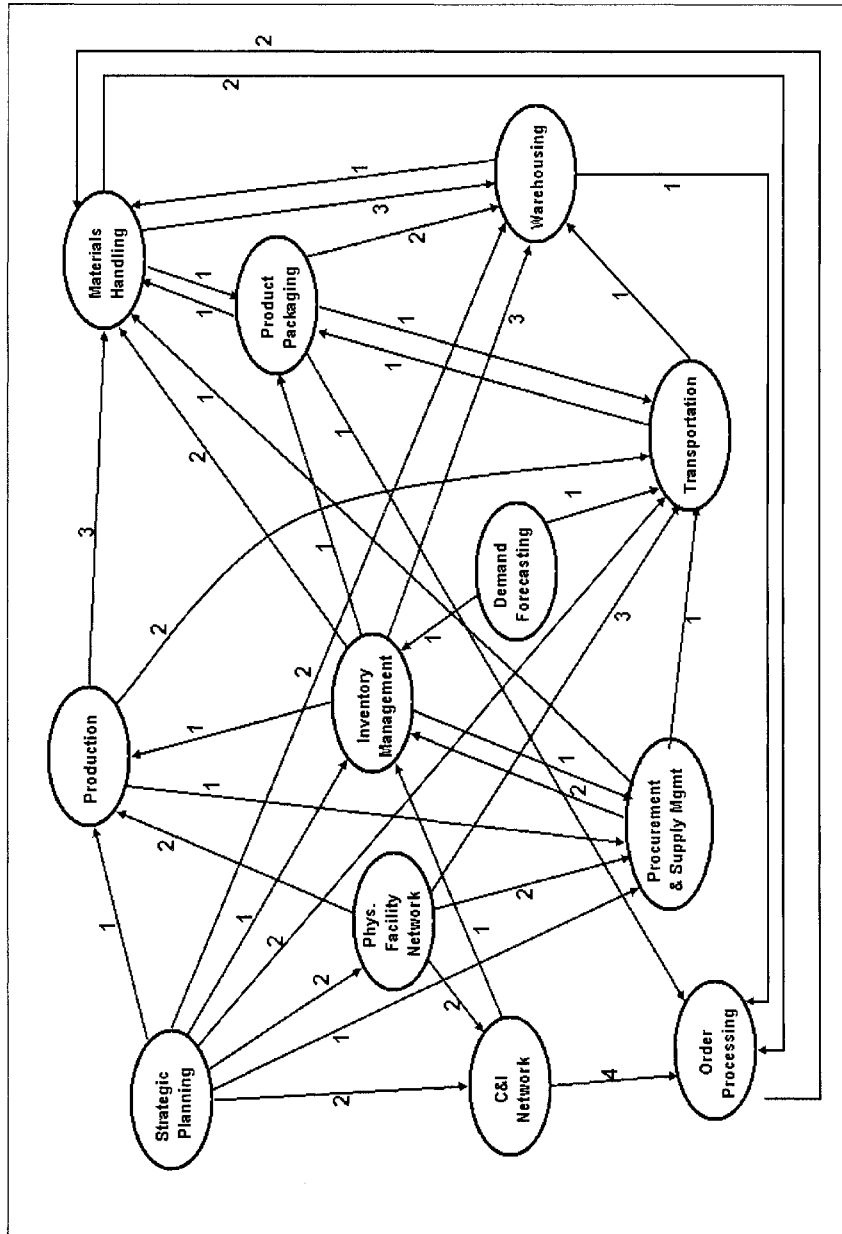 Production
3
Materials
Handling
1
Strategic
Planning
2
2
1
1
2
1
1
1
2
2
1
2
Product
Packaging
2
1
2
1
2
1
Inventory
Management
3
1
Phys.
Facility
Network
1
1
2
1
2
1
C&I
Network
Demand
Forecasting
3
2
Warehousing
1
2
1
4
3
1
Procurement
& Supply Mgmt
1
Transportation
1
Order
Processing